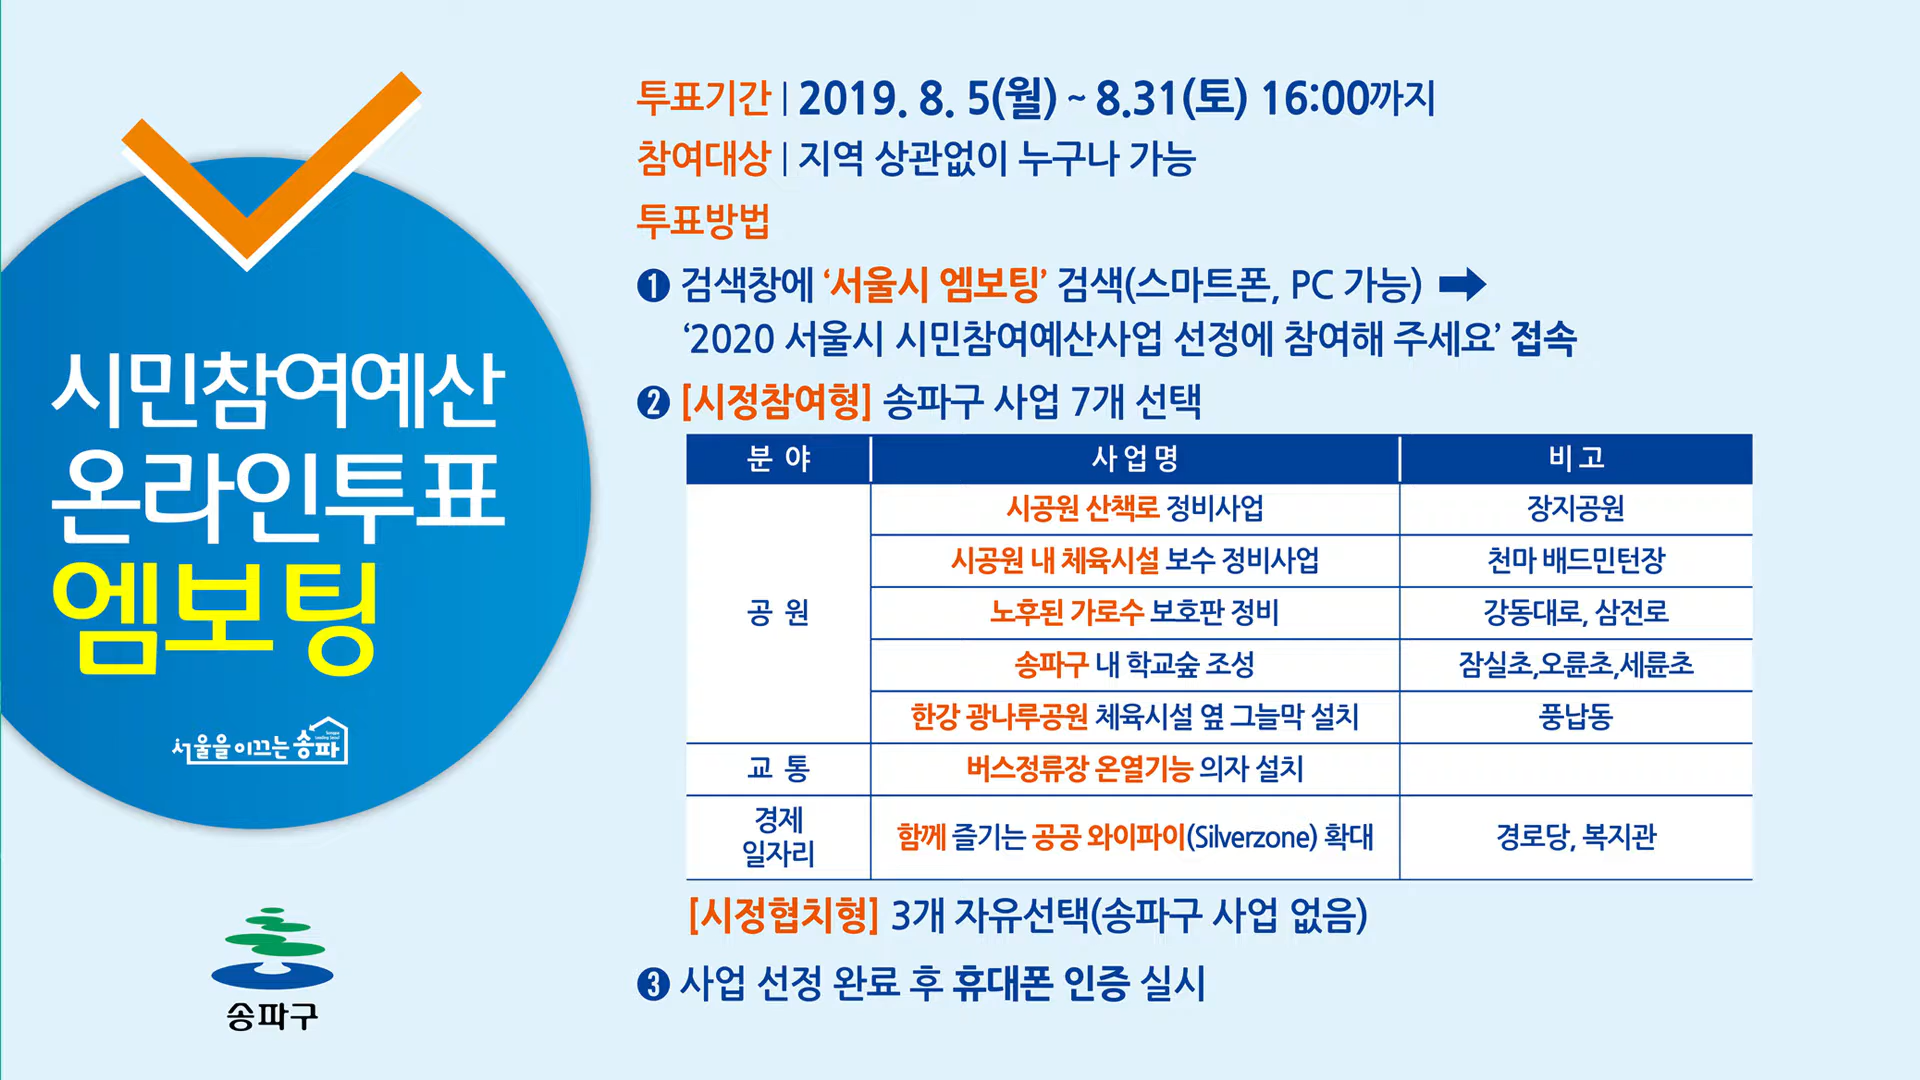 시민참여예산
온라인투표
엠보팅
서울을 이끄는 송파
송파구
투표기간 | 2019. 8. 5(월) ~ 8.31(토) 16:00까지
참여대상 | 지역 상관없이 누구나 가능
투표방법
❶ 검색창에 ‘서울시 엠보팅’ 검색(스마트폰, PC 가능) ➡
‘2020 서울시 시민참여예산사업 선정에 참여해 주세요’ 접속
❷ [시정참여형] 송파구 사업 7개 선택
분 야 사 업 명 비 고
공 원
시공원 산책로 정비사업 장지공원
시공원 내 체육시설 보수 정비사업 천마 배드민턴장
노후된 가로수 보호판 정비 강동대로, 삼전로
송파구 내 학교숲 조성 잠실초,오륜초,세륜초
한강 광나루공원 체육시설 옆 그늘막 설치 풍납동
교 통 버스정류장 온열기능 의자 설치
경제
일자리
함께 즐기는 공공 와이파이(Silverzone) 확대 경로당, 복지관
[시정협치형] 3개 자유선택(송파구 사업 없음)
❸ 사업 선정 완료 후 휴대폰 인증 실시